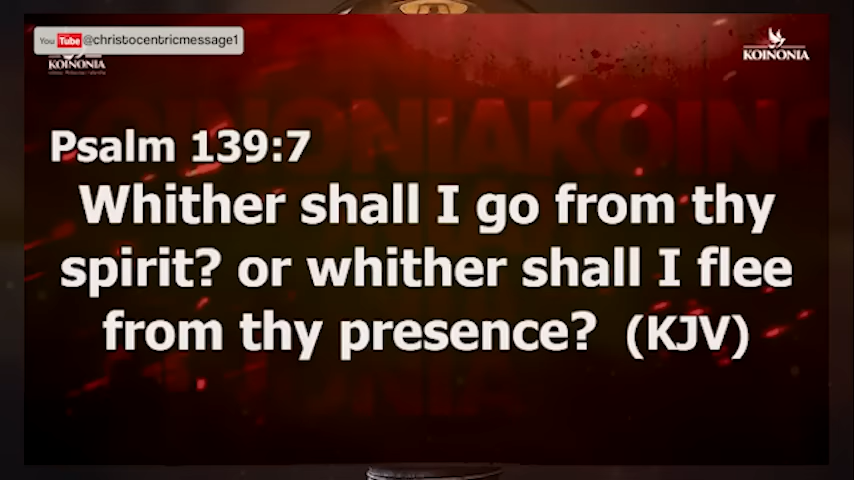 You Tube @christocentricmessage1
KOINONIA
KOINONIA
Psalm 139:7
Whither shall I go from thy
spirit? or whither shall I flee
from thy presence? (KJV)